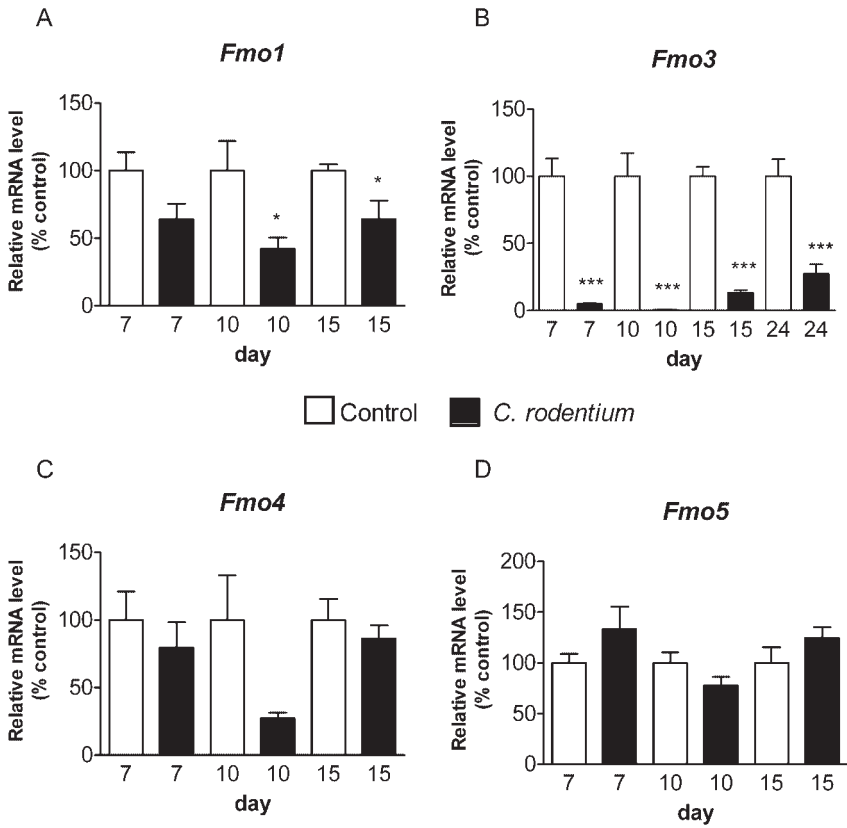 A
Fmo1
Relative mRNA level
(% control)
150
100
50
0
* *
7 7 10 10 15 15
day
B
Fmo3
Relative mRNA level
(% control)
150
100
50
0
*** *** *** ***
7 7 10 10 15 15 24 24
day
Control C. rodentium
C
Fmo4
Relative mRNA level
(% control)
150
100
50
0
7 7 10 10 15 15
day
D
Fmo5
Relative mRNA level
(% control)
200
150
100
50
0
7 7 10 10 15 15
day